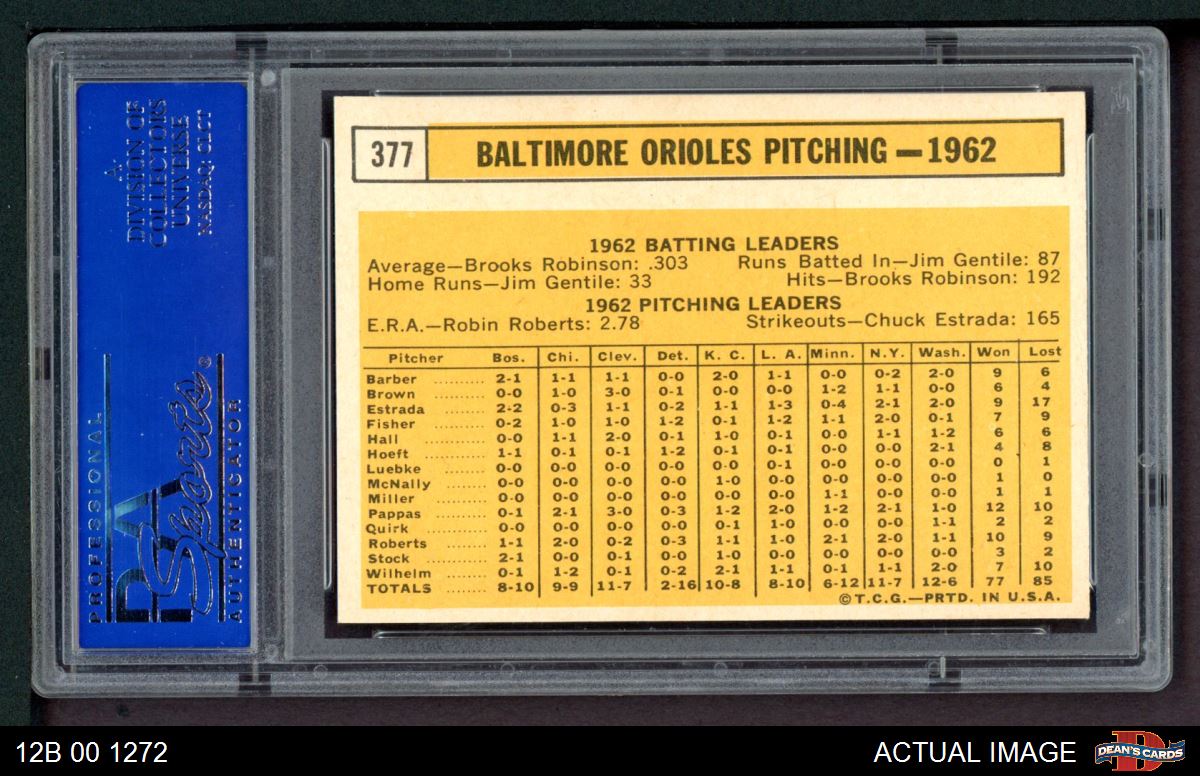 A
DIVISION OF
COLLECTORS
UNIVERSE
NASDAQ: CLCT
PROFESSIONAL
PSA
Sports®
AUTHENTICATOR
377
BALTIMORE ORIOLES PITCHING—1962
1962 BATTING LEADERS
Average—Brooks Robinson: .303 Runs Batted In—Jim Gentile: 87
Home Runs—Jim Gentile: 33 Hits—Brooks Robinson: 192
1962 PITCHING LEADERS
E.R.A.—Robin Roberts: 2.78 Strikeouts—Chuck Estrada: 165
Pitcher Bos. Chi. Clev. Det. K. C. L. A. Minn. N.Y. Wash. Won Lost
Barber .......... 2-1 1-1 1-1 0-0 2-0 1-1 0-0 0-2 2-0 9 6
Brown .......... 0-0 1-0 3-0 0-1 0-0 0-0 1-2 1-1 0-0 6 4
Estrada .......... 2-2 0-3 1-1 0-2 1-1 1-3 0-4 2-1 2-0 9 17
Fisher .......... 0-2 1-0 1-0 1-2 0-1 1-2 1-1 2-0 0-1 7 9
Hall .......... 0-0 1-1 2-0 0-1 1-0 0-1 0-0 1-1 1-2 6 6
Hoeft .......... 1-1 0-1 0-1 1-2 0-1 0-1 0-0 0-0 2-1 4 8
Luebke .......... 0-0 0-0 0-0 0-0 0-0 0-1 0-0 0-0 0-0 0 1
McNally .......... 0-0 0-0 0-0 0-0 1-0 0-0 0-0 0-0 0-0 1 0
Miller .......... 0-0 0-0 0-0 0-0 0-0 0-0 1-1 0-0 0-0 1 1
Pappas .......... 0-1 2-1 3-0 0-3 1-2 2-0 1-2 2-1 1-0 12 10
Quirk .......... 0-0 0-0 0-0 0-0 0-1 1-0 0-0 0-0 1-1 2 2
Roberts .......... 1-1 2-0 0-2 0-3 1-1 1-0 2-1 2-0 1-1 10 9
Stock .......... 2-1 0-0 0-1 0-0 1-0 0-0 0-0 0-0 0-0 3 2
Wilhelm .......... 0-1 1-2 0-1 0-2 2-1 1-1 0-1 1-1 2-0 7 10
TOTALS .......... 8-10 9-9 11-7 2-16 10-8 8-10 6-12 11-7 12-6 77 85
©T.C.G.—PRTD. IN U.S.A.
12B 00 1272
ACTUAL IMAGE
D
DEAN'S CARDS